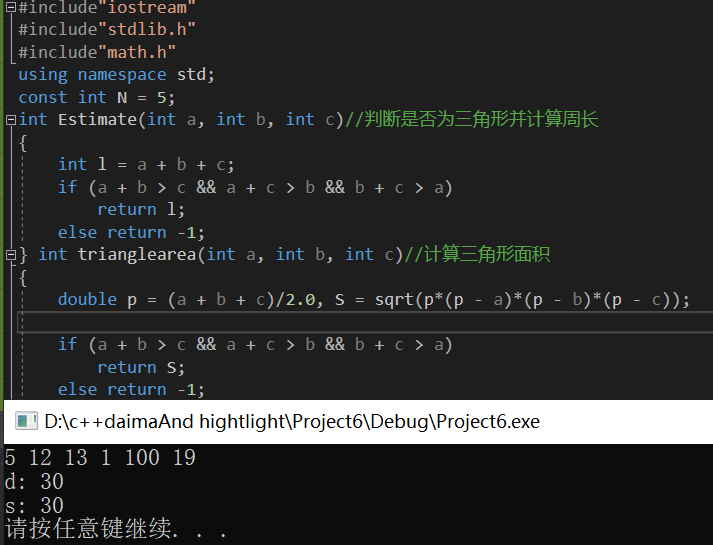 #include"iostream"
#include"stdlib.h"
#include"math.h"
using namespace std;
const int N = 5;
int Estimate(int a, int b, int c)//判断是否为三角形并计算周长
{
    int l = a + b + c;
    if (a + b > c && a + c > b && b + c > a)
        return l;
    else return -1;
} int trianglearea(int a, int b, int c)//计算三角形面积
{
    double p = (a + b + c)/2.0, S = sqrt(p*(p - a)*(p - b)*(p - c));
    if (a + b > c && a + c > b && b + c > a)
        return S;
    else return -1;
D:\c++daimaAnd hightlight\Project6\Debug\Project6.exe
5 12 13 1 100 19
d: 30
s: 30
请按任意键继续. . .